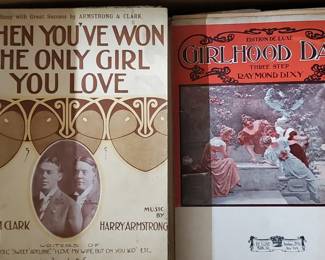 with Great Success by ARMSTRONG & CLARK
HEN YOU'VE WON
HE ONLY GIRL
YOU LOVE
CLARK
MUSIC
BY
HARRY ARMSTRONG
WRITERS OF
"SWEET ADELINE," "I LOVE MY WIFE, BUT OH YOU KID" ETC.
EDITION DE LUXE
GIRLHOOD DA
THREE STEP
RAYMOND DIXY